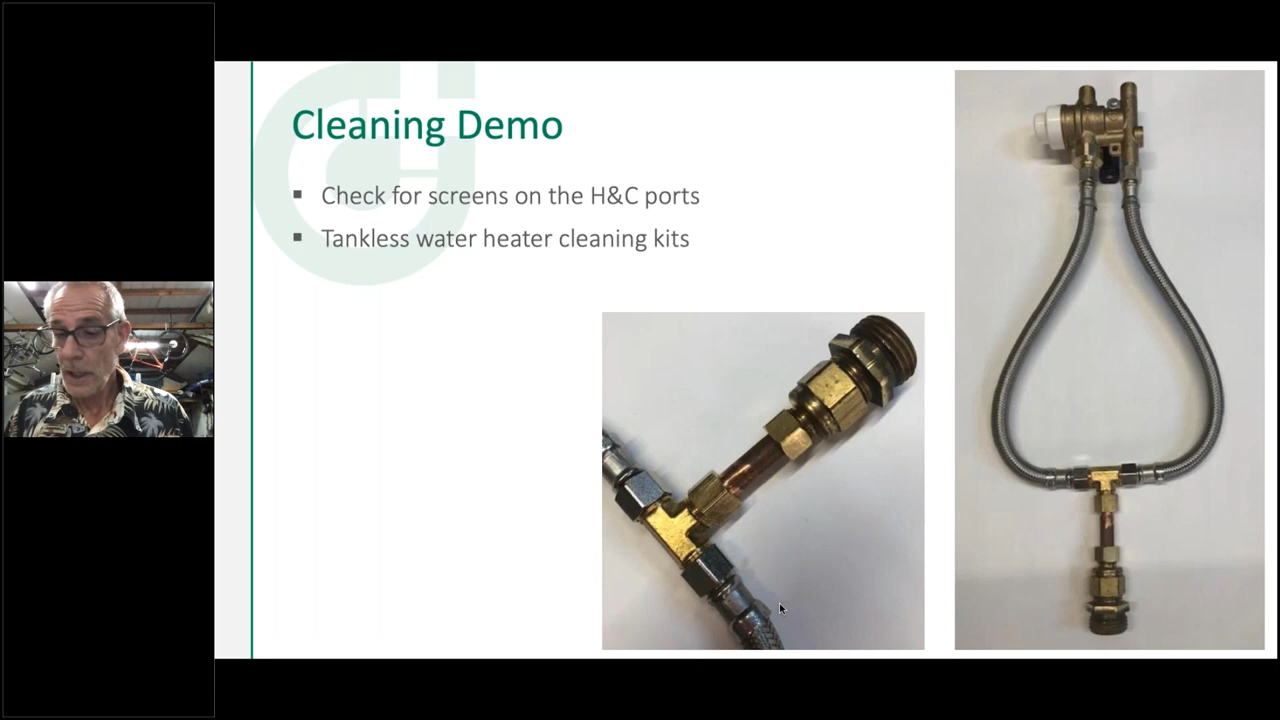 Cleaning Demo
Check for screens on the H&C ports
Tankless water heater cleaning kits